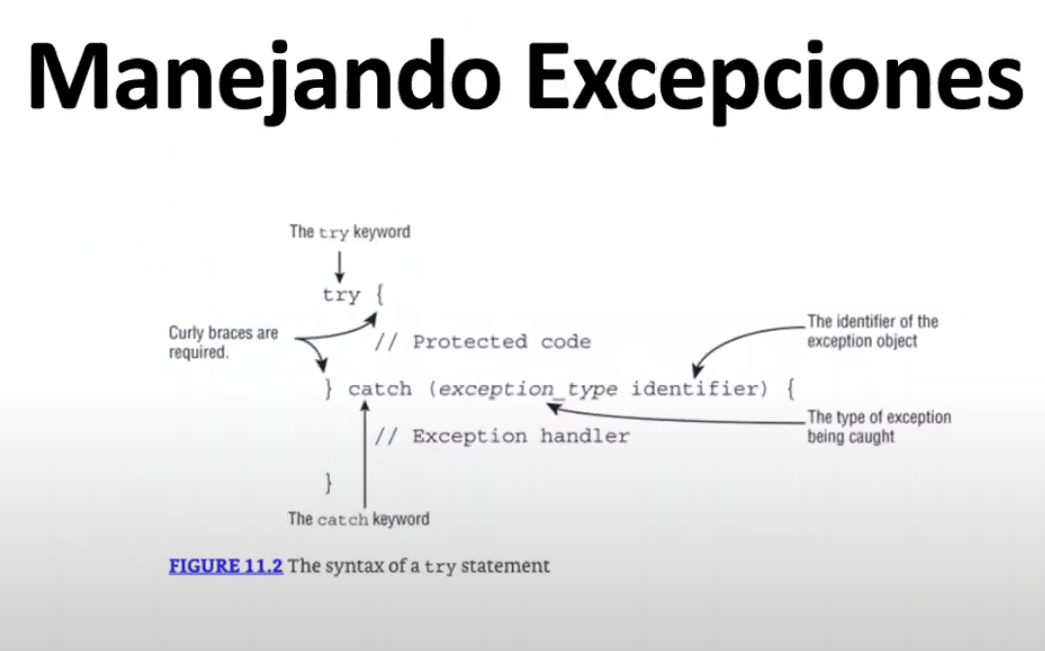 Manejando Excepciones
The try keyword
try {
Curly braces are
required.
// Protected code
The identifier of the
exception object
} catch (exception_type identifier) {
The type of exception
being caught
// Exception handler
}
The catch keyword
FIGURE 11.2 The syntax of a try statement